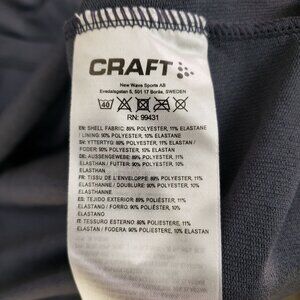 CRAFT
New Wave Sports AB
Evedalsgatan 5, 501 17 Borås, SWEDEN
40
RN: 99431
EN: SHELL FABRIC: 89% POLYESTER, 11% ELASTANE
/ LINING: 90% POLYESTER, 10% ELASTANE
SV: YTTERTYG: 89% POLYESTER, 11% ELASTAN /
FODER: 90% POLYESTER, 10% ELASTAN
DE: AUSSENGEWEBE: 89% POLYESTER, 11%
ELASTHAN / FUTTER: 90% POLYESTER, 10%
ELASTHAN
FR: TISSU DE L'ENVELOPPE: 89% POLYESTER, 11%
ELASTHANNE / DOUBLURE: 90% POLYESTER, 10%
ELASTHANNE
ES: TEJIDO EXTERIOR: 89% POLIÉSTER, 11%
ELASTANO / FORRO: 90% POLIÉSTER, 10%
ELASTANO
IT: TESSUTO ESTERNO: 89% POLIESTERE, 11%
ELASTAN / FODERA: 90% POLIESTERE, 10% ELASTAN